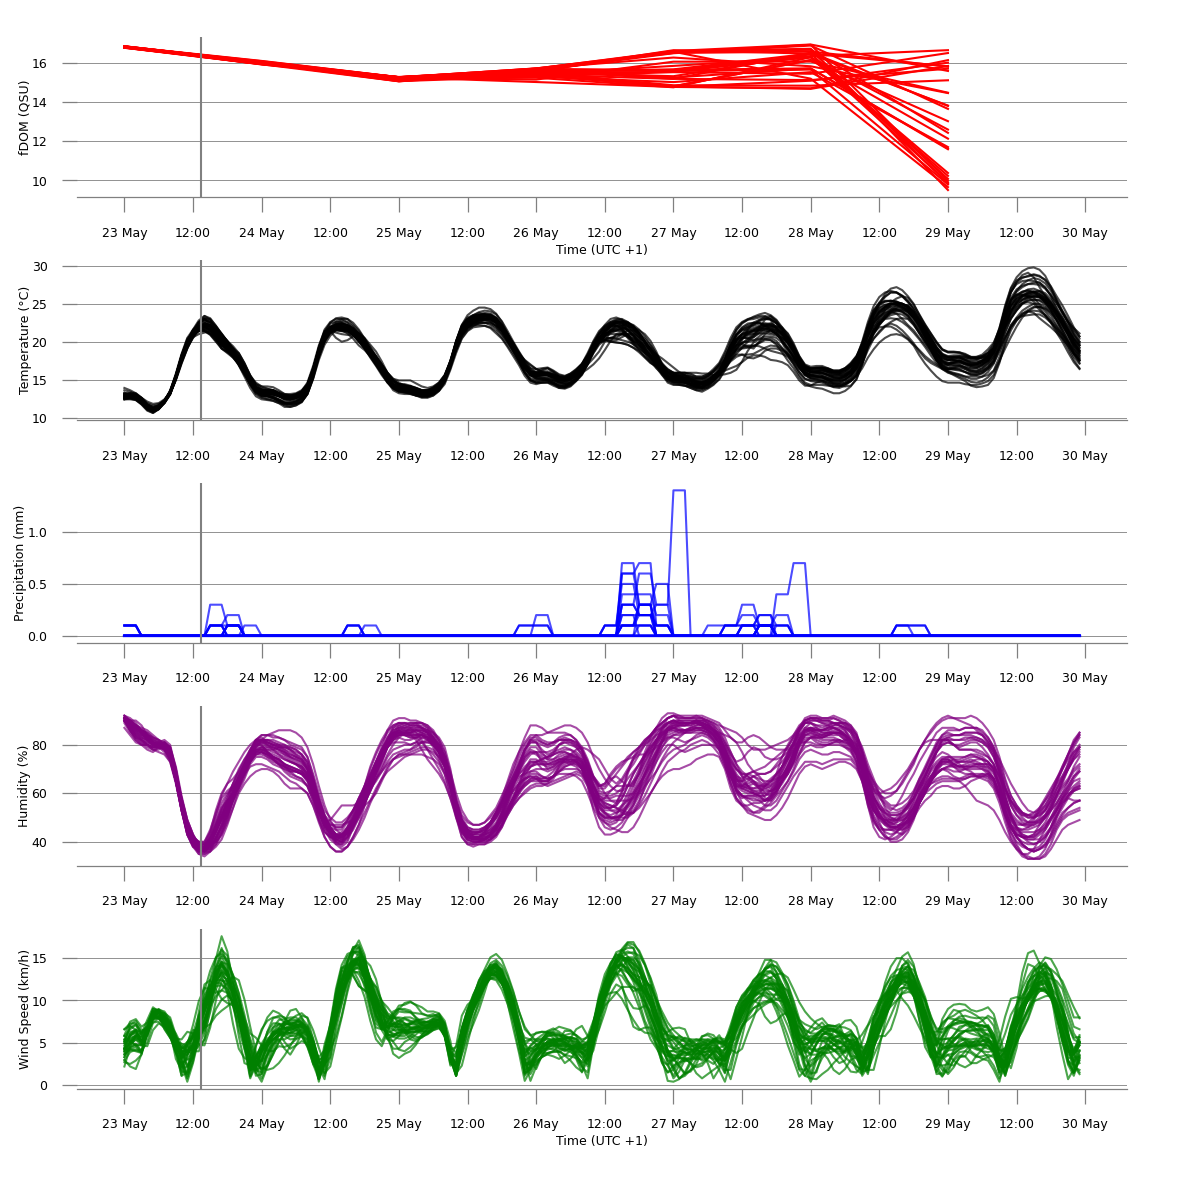 fDOM (QSU)
16
14
12
10
23 May 12:00 24 May 12:00 25 May 12:00 26 May 12:00 27 May 12:00 28 May 12:00 29 May 12:00 30 May
Time (UTC +1)
Temperature (°C)
30
25
20
15
10
23 May 12:00 24 May 12:00 25 May 12:00 26 May 12:00 27 May 12:00 28 May 12:00 29 May 12:00 30 May
Precipitation (mm)
1.0
0.5
0.0
23 May 12:00 24 May 12:00 25 May 12:00 26 May 12:00 27 May 12:00 28 May 12:00 29 May 12:00 30 May
Humidity (%)
80
60
40
23 May 12:00 24 May 12:00 25 May 12:00 26 May 12:00 27 May 12:00 28 May 12:00 29 May 12:00 30 May
Wind Speed (km/h)
15
10
5
0
23 May 12:00 24 May 12:00 25 May 12:00 26 May 12:00 27 May 12:00 28 May 12:00 29 May 12:00 30 May
Time (UTC +1)